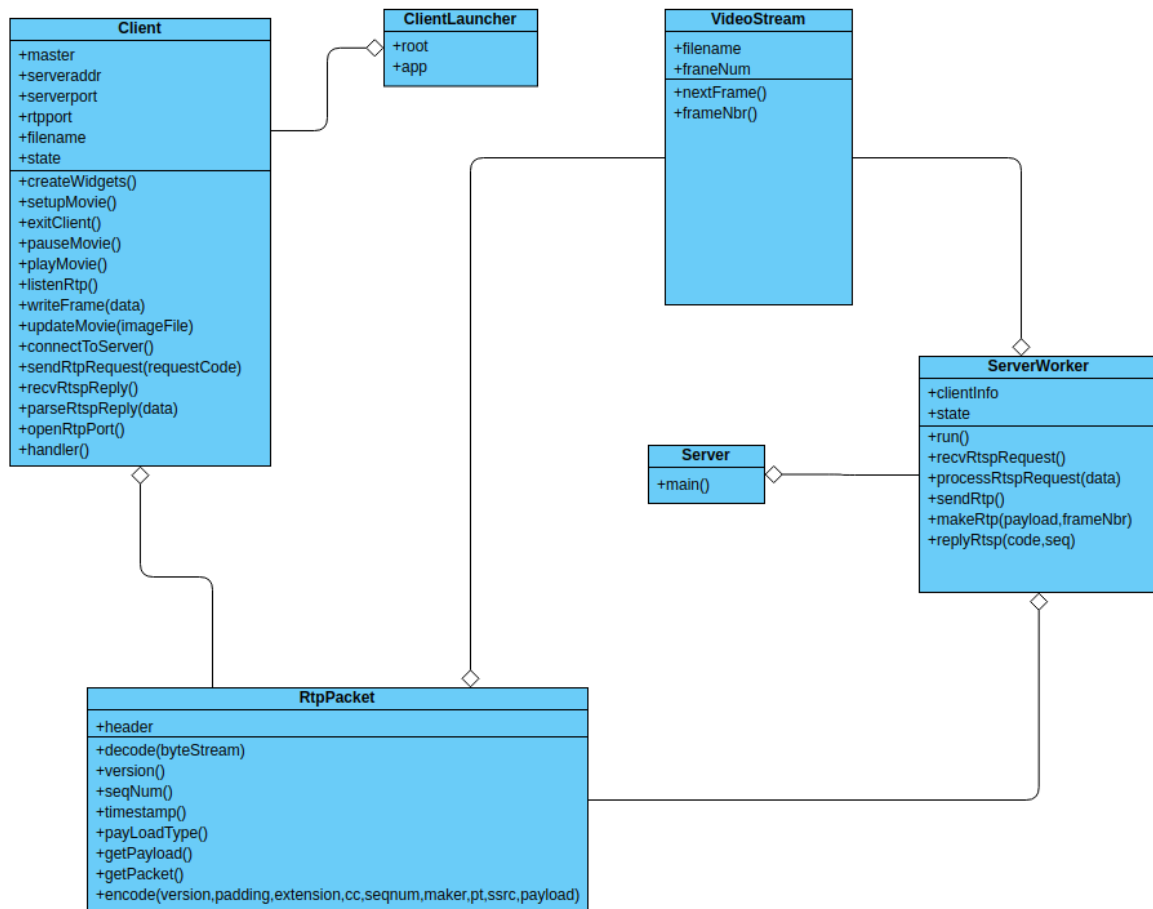 Client
+master
+serveraddr
+serverport
+rtpport
+filename
+state
+createWidgets()
+setupMovie()
+exitClient()
+pauseMovie()
+playMovie()
+listenRtp()
+writeFrame(data)
+updateMovie(imageFile)
+connectToServer()
+sendRtpRequest(requestCode)
+recvRtspReply()
+parseRtspReply(data)
+openRtpPort()
+handler()
ClientLauncher
+root
+app
VideoStream
+filename
+franeNum
+nextFrame()
+frameNbr()
ServerWorker
+clientInfo
+state
+run()
+recvRtspRequest()
+processRtspRequest(data)
+sendRtp()
+makeRtp(payload,frameNbr)
+replyRtsp(code,seq)
Server
+main()
RtpPacket
+header
+decode(byteStream)
+version()
+seqNum()
+timestamp()
+payLoadType()
+getPayload()
+getPacket()
+encode(version,padding,extension,cc,seqnum,maker,pt,ssrc,payload)